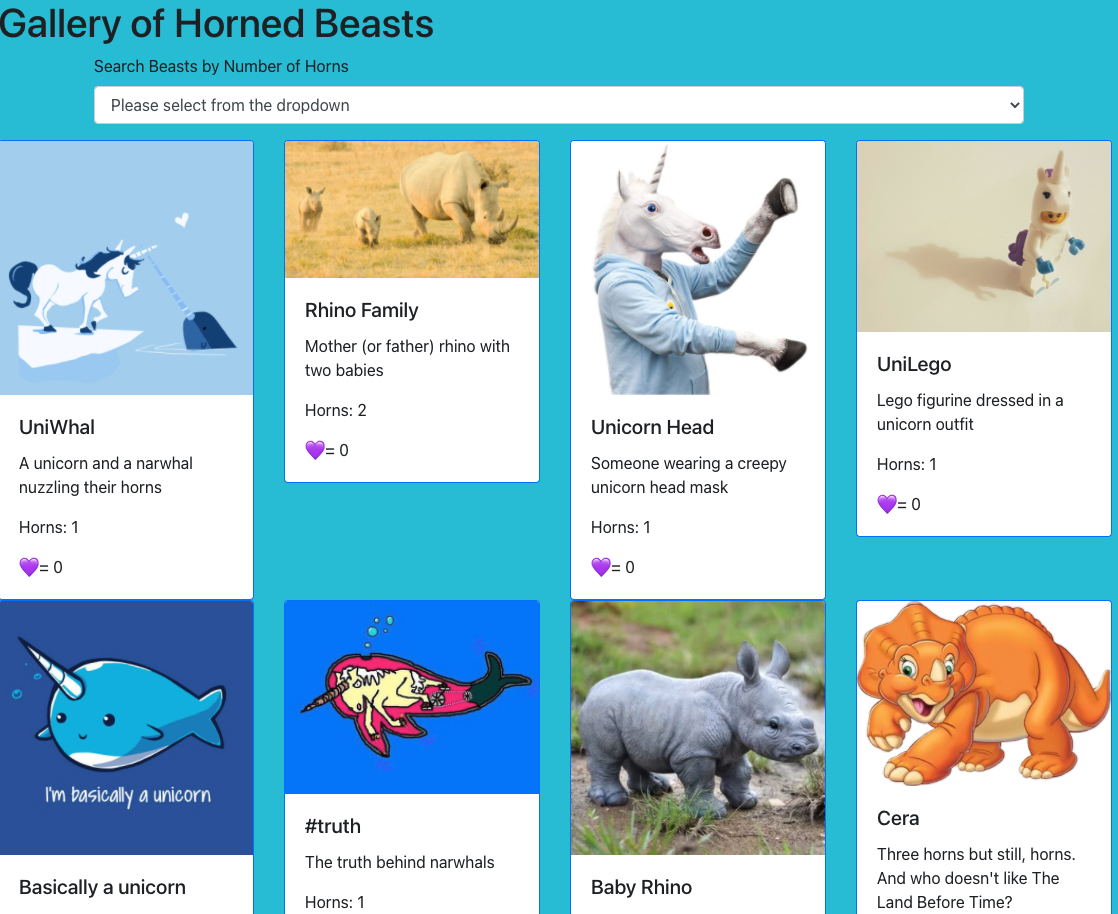 Gallery of Horned Beasts
Search Beasts by Number of Horns
Please select from the dropdown
UniWhal
A unicorn and a narwhal
nuzzling their horns
Horns: 1
💜= 0
Rhino Family
Mother (or father) rhino with
two babies
Horns: 2
💜= 0
Unicorn Head
Someone wearing a creepy
unicorn head mask
Horns: 1
💜= 0
UniLego
Lego figurine dressed in a
unicorn outfit
Horns: 1
💜= 0
I'm basically a unicorn
Basically a unicorn
#truth
The truth behind narwhals
Horns: 1
Baby Rhino
Cera
Three horns but still, horns.
And who doesn't like The
Land Before Time?